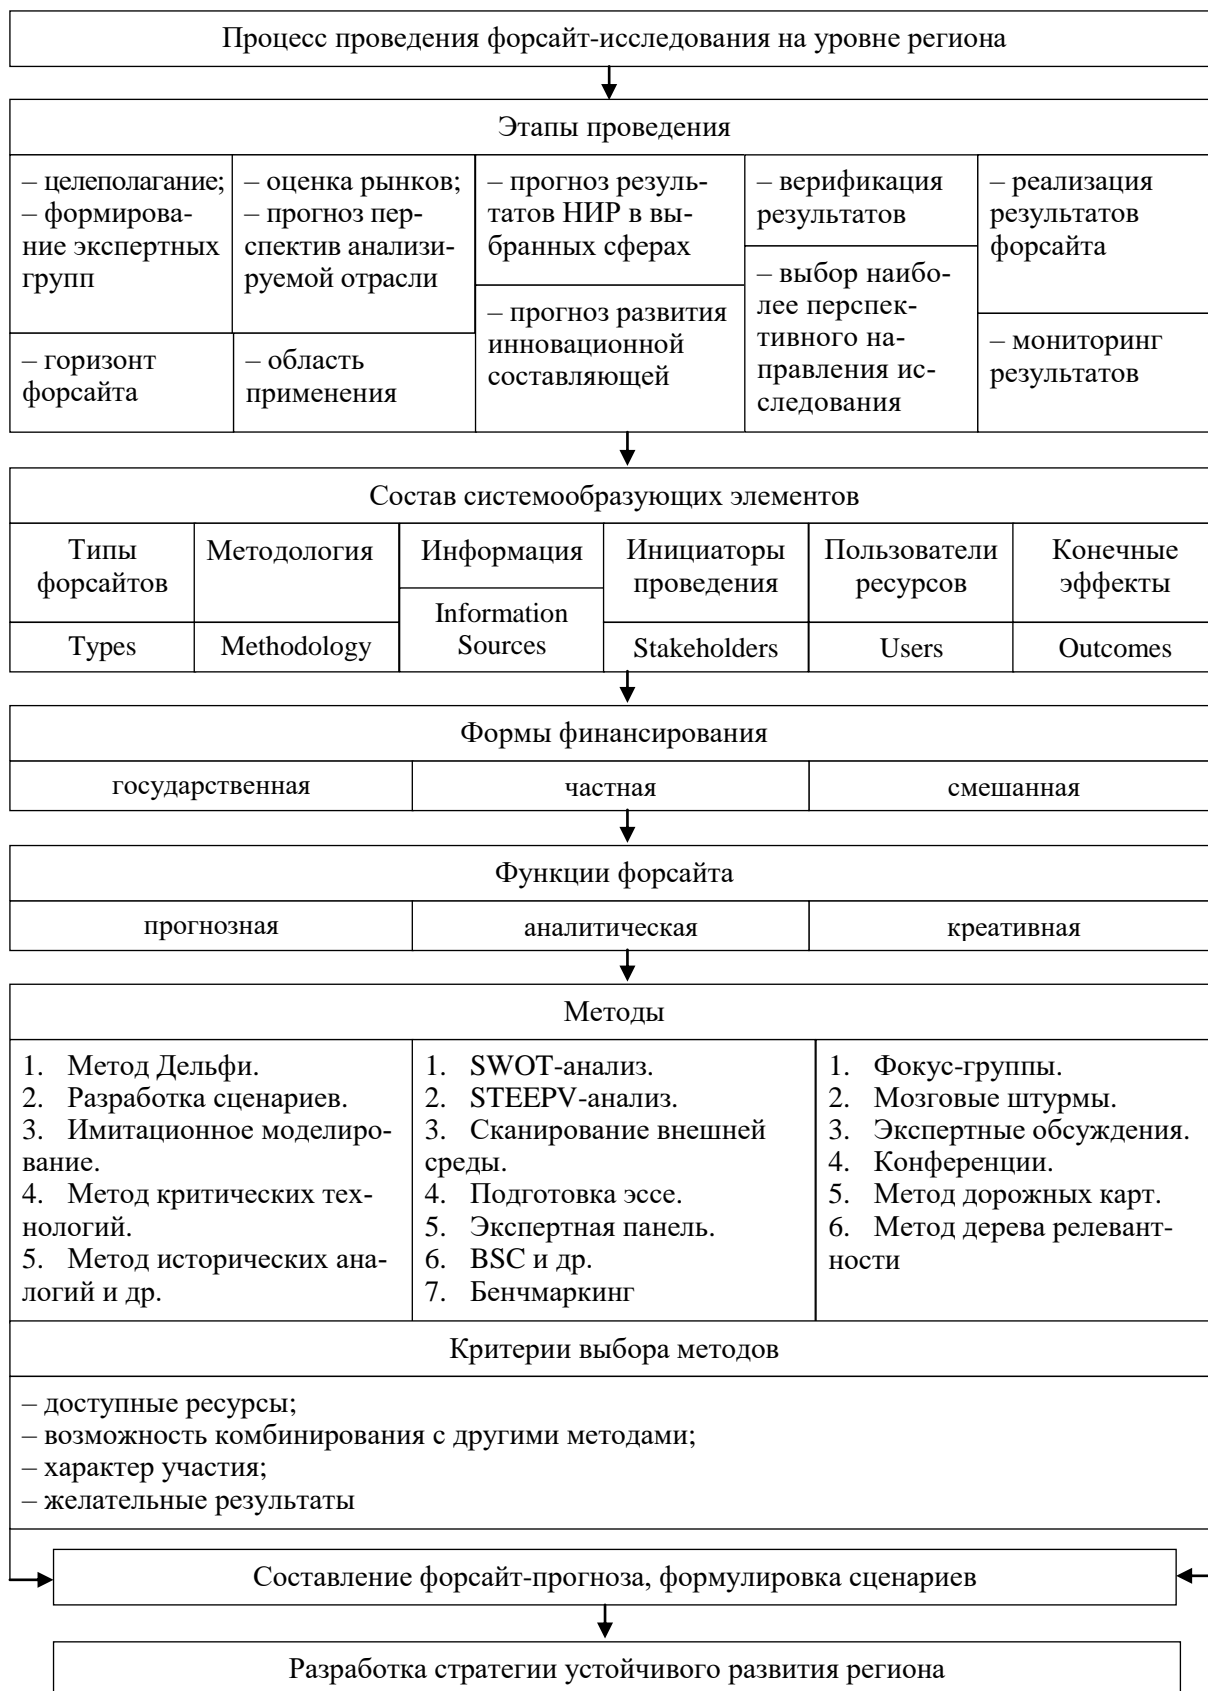 Процесс проведения форсайт-исследования на уровне региона
Этапы проведения
– целеполагание;
– формирова-
ние экспертных
групп
– горизонт
форсайта
– оценка рынков;
– прогноз пер-
спектив анализи-
руемой отрасли
– область
применения
– прогноз резуль-
татов НИР в вы-
бранных сферах
– прогноз развития
инновационной
составляющей
– верификация
результатов
– выбор наибо-
лее перспек-
тивного на-
правления ис-
следования
– реализация
результатов
форсайта
– мониторинг
результатов
Состав системообразующих элементов
Типы
форсайтов
Types
Методология
Methodology
Информация
Information
Sources
Инициаторы
проведения
Stakeholders
Пользователи
ресурсов
Users
Конечные
эффекты
Outcomes
Формы финансирования
государственная
частная
смешанная
Функции форсайта
прогнозная
аналитическая
креативная
Методы
1. Метод Дельфи.
2. Разработка сценариев.
3. Имитационное моделиро-
вание.
4. Метод критических тех-
нологий.
5. Метод исторических ана-
логий и др.
1. SWOT-анализ.
2. STEEPV-анализ.
3. Сканирование внешней
среды.
4. Подготовка эссе.
5. Экспертная панель.
6. BSC и др.
7. Бенчмаркинг
1. Фокус-группы.
2. Мозговые штурмы.
3. Экспертные обсуждения.
4. Конференции.
5. Метод дорожных карт.
6. Метод дерева релевант-
ности
Критерии выбора методов
– доступные ресурсы;
– возможность комбинирования с другими методами;
– характер участия;
– желательные результаты
Составление форсайт-прогноза, формулировка сценариев
Разработка стратегии устойчивого развития региона